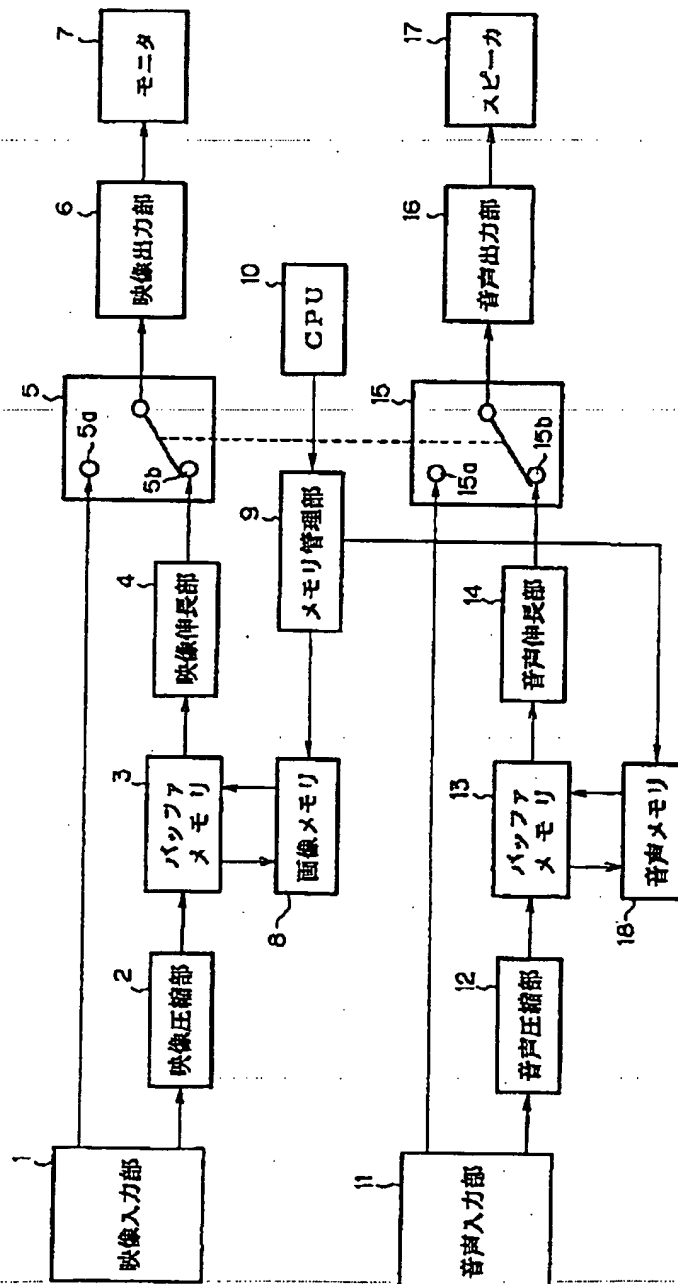 1
映像入力部
2
映像圧縮部
3
バッファ
メモリ
4
映像伸長部
5
5a
5b
6
映像出力部
7
モニタ
8
画像メモリ
9
メモリ管理部
10
CPU
11
音声入力部
12
音声圧縮部
13
バッファ
メモリ
14
音声伸長部
15
15a
15b
16
音声出力部
17
スピーカ
18
音声メモリ